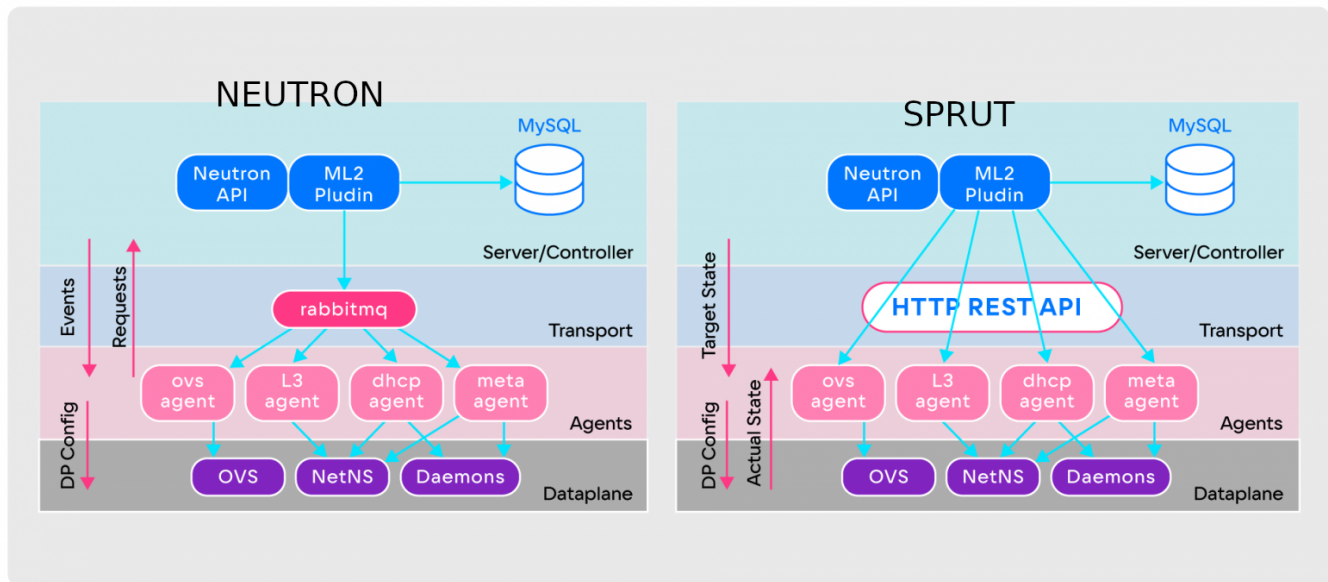 NEUTRON
MySQL
Neutron
API
ML2
Pludin
Server/Controller
Events
Requests
rabbitmq
Transport
ovs
agent
L3
agent
dhcp
agent
meta
agent
Agents
DP Config
OVS
NetNS
Daemons
Dataplane
SPRUT
MySQL
Neutron
API
ML2
Pludin
Server/Controller
Target State
HTTP REST API
Transport
ovs
agent
L3
agent
dhcp
agent
meta
agent
Agents
DP Config
Actual State
OVS
NetNS
Daemons
Dataplane